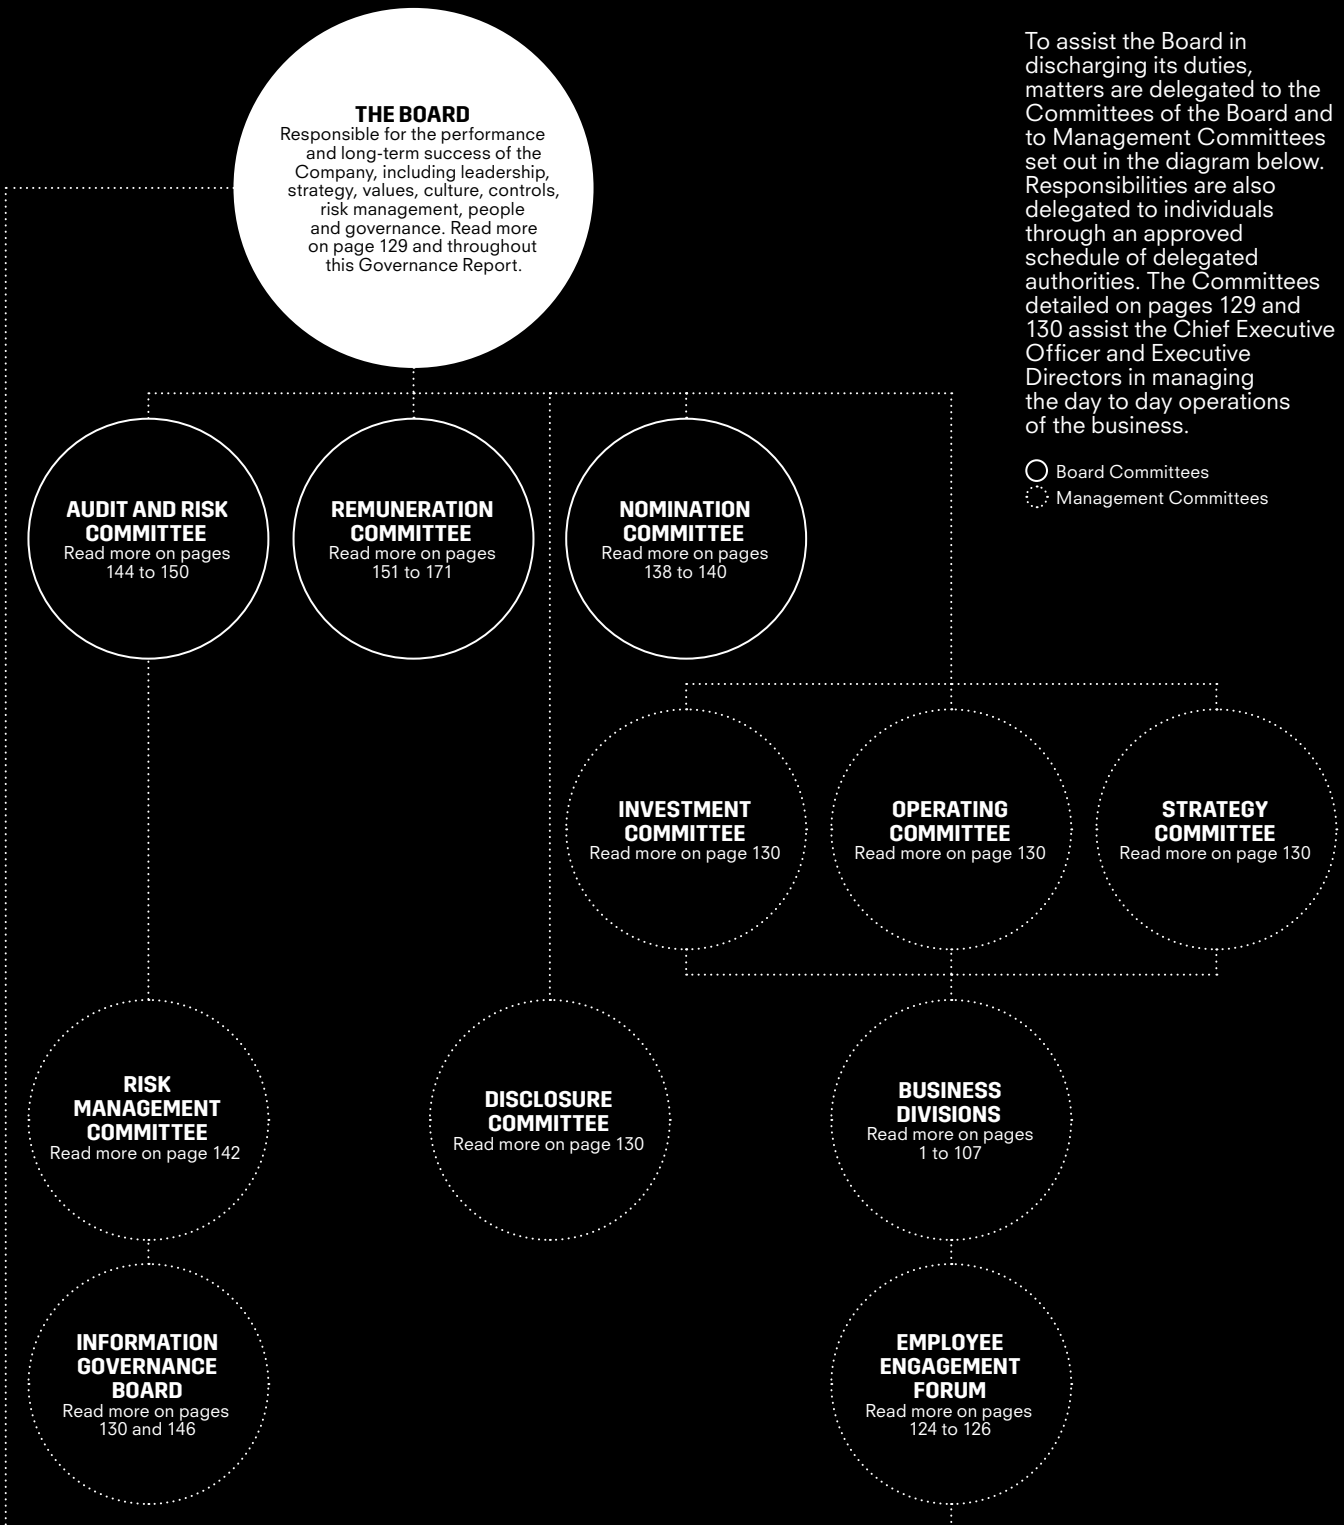 THE BOARD
Responsible for the performance
and long-term success of the
Company, including leadership,
strategy, values, culture, controls,
risk management, people
and governance. Read more
on page 129 and throughout
this Governance Report.
To assist the Board in
discharging its duties,
matters are delegated to the
Committees of the Board and
to Management Committees
set out in the diagram below.
Responsibilities are also
delegated to individuals
through an approved
schedule of delegated
authorities. The Committees
detailed on pages 129 and
130 assist the Chief Executive
Officer and Executive
Directors in managing
the day to day operations
of the business.
Board Committees
Management Committees
AUDIT AND RISK
COMMITTEE
Read more on pages
144 to 150
REMUNERATION
COMMITTEE
Read more on pages
151 to 171
NOMINATION
COMMITTEE
Read more on pages
138 to 140
INVESTMENT
COMMITTEE
Read more on page 130
OPERATING
COMMITTEE
Read more on page 130
STRATEGY
COMMITTEE
Read more on page 130
RISK
MANAGEMENT
COMMITTEE
Read more on page 142
DISCLOSURE
COMMITTEE
Read more on page 130
BUSINESS
DIVISIONS
Read more on pages
1 to 107
INFORMATION
GOVERNANCE
BOARD
Read more on pages
130 and 146
EMPLOYEE
ENGAGEMENT
FORUM
Read more on pages
124 to 126